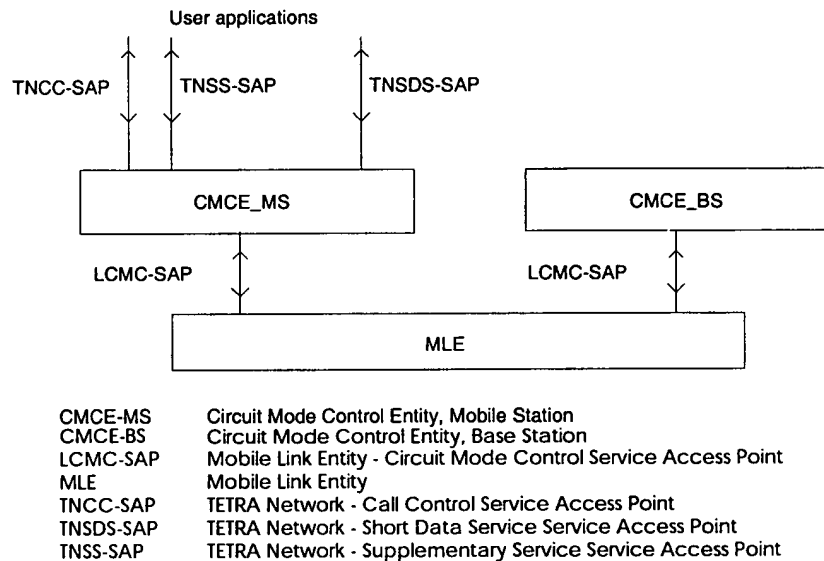 User applications
TNCC-SAP TNSS-SAP TNSDS-SAP
CMCE_MS CMCE_BS
LCMC-SAP LCMC-SAP
MLE
CMCE-MS Circuit Mode Control Entity, Mobile Station
CMCE-BS Circuit Mode Control Entity, Base Station
LCMC-SAP Mobile Link Entity - Circuit Mode Control Service Access Point
MLE Mobile Link Entity
TNCC-SAP TETRA Network - Call Control Service Access Point
TNSDS-SAP TETRA Network - Short Data Service Service Access Point
TNSS-SAP TETRA Network - Supplementary Service Service Access Point